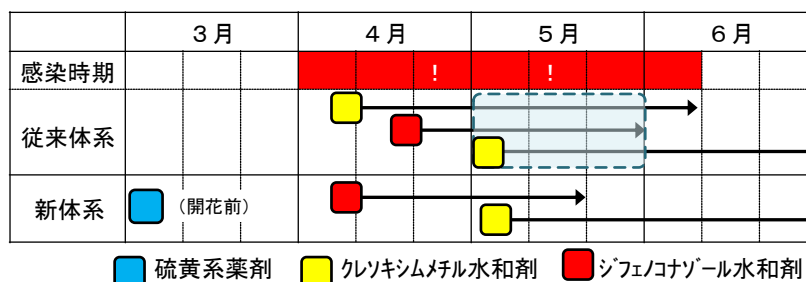 3月 4月 5月 6月
感染時期 ! !
従来体系
新体系 (開花前)
硫黄系薬剤 クレソキシムメチル水和剤 ジフェノコナゾール水和剤